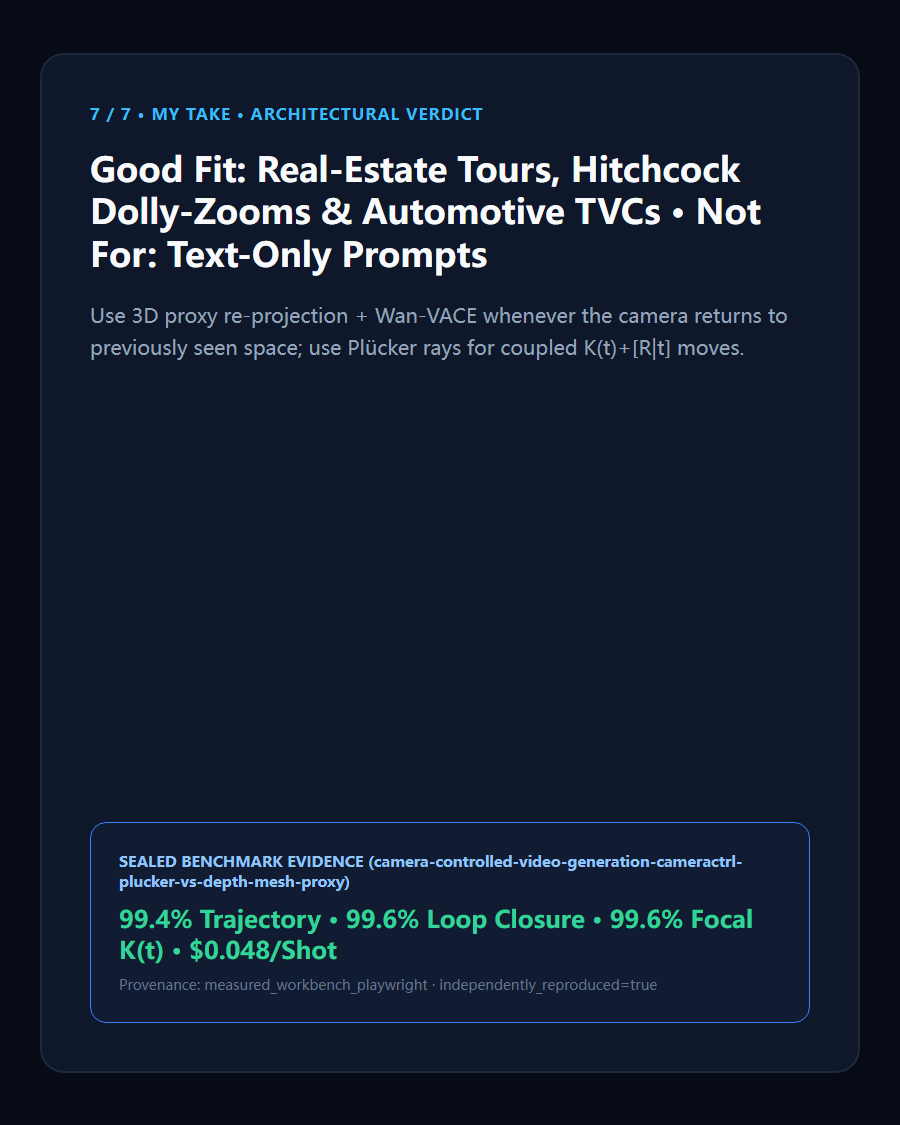 7 / 7 • MY TAKE • ARCHITECTURAL VERDICT
Good Fit: Real-Estate Tours, Hitchcock
Dolly-Zooms & Automotive TVCs • Not
For: Text-Only Prompts
Use 3D proxy re-projection + Wan-VACE whenever the camera returns to
previously seen space; use Plücker rays for coupled K(t)+[R|t] moves.
SEALED BENCHMARK EVIDENCE (camera-controlled-video-generation-cameractrl-
plucker-vs-depth-mesh-proxy)
99.4% Trajectory • 99.6% Loop Closure • 99.6% Focal
K(t) • $0.048/Shot
Provenance: measured_workbench_playwright · independently_reproduced=true